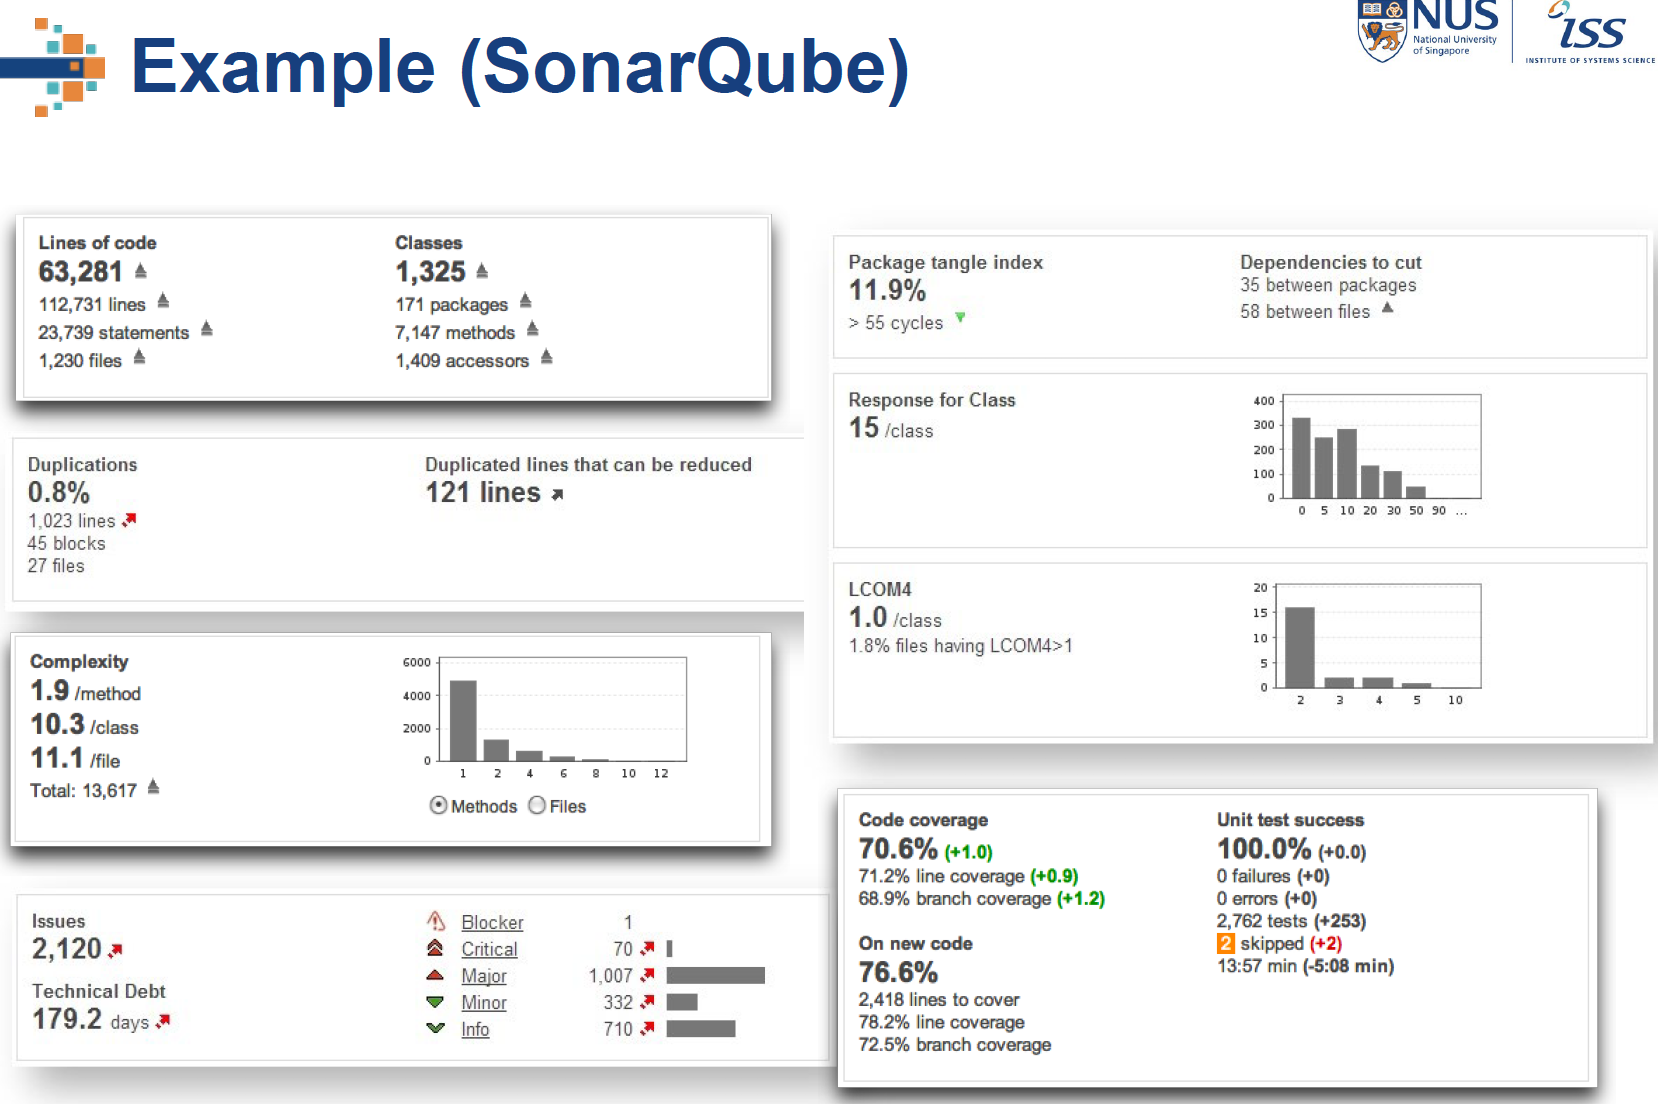 Example (SonarQube)
NUS
National University
of Singapore
iss
INSTITUTE OF SYSTEMS SCIENCE
Lines of code
63,281
112,731 lines
23,739 statements
1,230 files
Classes
1,325
171 packages
7,147 methods
1,409 accessors
Duplications
0.8%
1,023 lines
45 blocks
27 files
Duplicated lines that can be reduced
121 lines
Complexity
1.9 /method
10.3 /class
11.1 /file
Total: 13,617
6000
4000
2000
0
1 2 4 6 8 10 12
Methods Files
Issues
2,120
Technical Debt
179.2 days
Blocker 1
Critical 70
Major 1,007
Minor 332
Info 710
Package tangle index
11.9%
> 55 cycles
Dependencies to cut
35 between packages
58 between files
Response for Class
15 /class
400
300
200
100
0
0 5 10 20 30 50 90 ...
LCOM4
1.0 /class
1.8% files having LCOM4>1
20
15
10
5
0
2 3 4 5 10
Code coverage
70.6% (+1.0)
71.2% line coverage (+0.9)
68.9% branch coverage (+1.2)
On new code
76.6%
2,418 lines to cover
78.2% line coverage
72.5% branch coverage
Unit test success
100.0% (+0.0)
0 failures (+0)
0 errors (+0)
2,762 tests (+253)
2 skipped (+2)
13:57 min (-5:08 min)